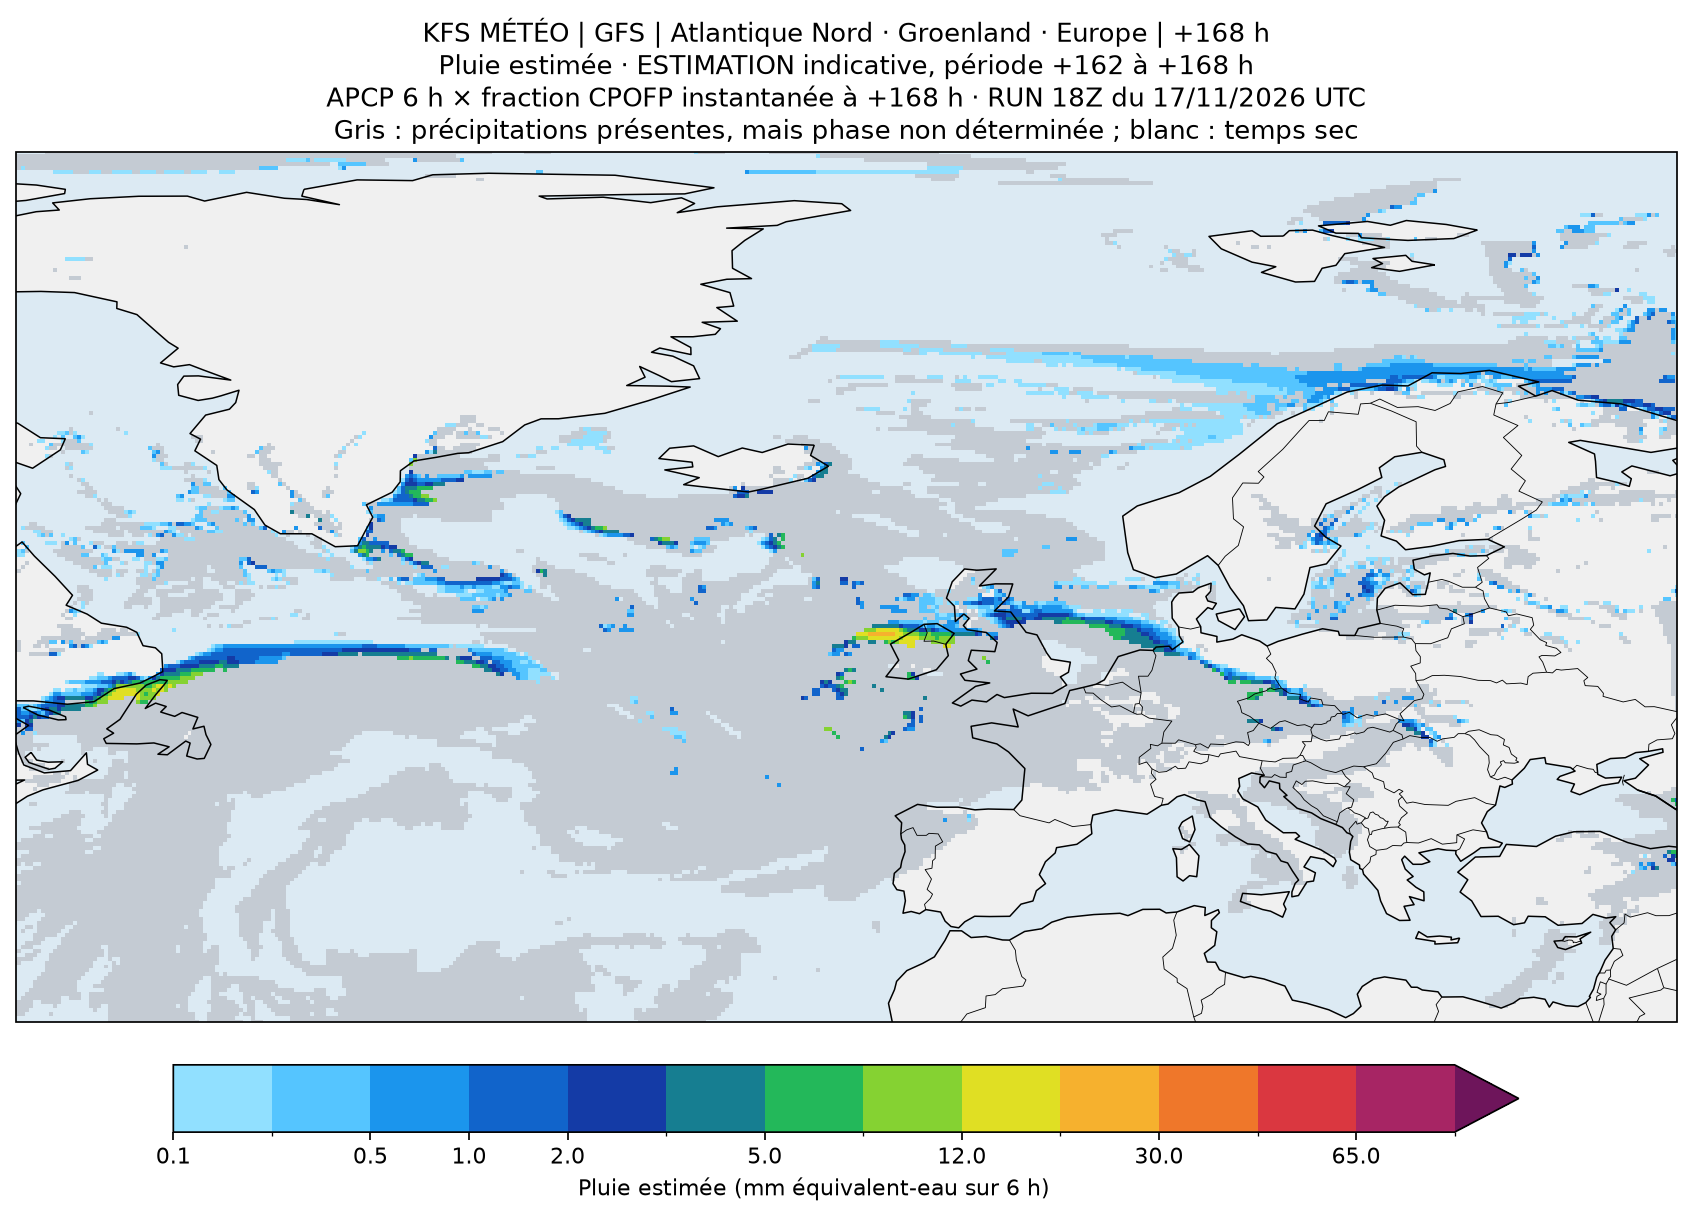 KFS MÉTÉO | GFS | Atlantique Nord · Groenland · Europe | +168 h
Pluie estimée · ESTIMATION indicative, période +162 à +168 h
APCP 6 h × fraction CPOFP instantanée à +168 h · RUN 18Z du 17/11/2026 UTC
Gris : précipitations présentes, mais phase non déterminée ; blanc : temps sec
0.1 0.5 1.0 2.0 5.0 12.0 30.0 65.0
Pluie estimée (mm équivalent-eau sur 6 h)